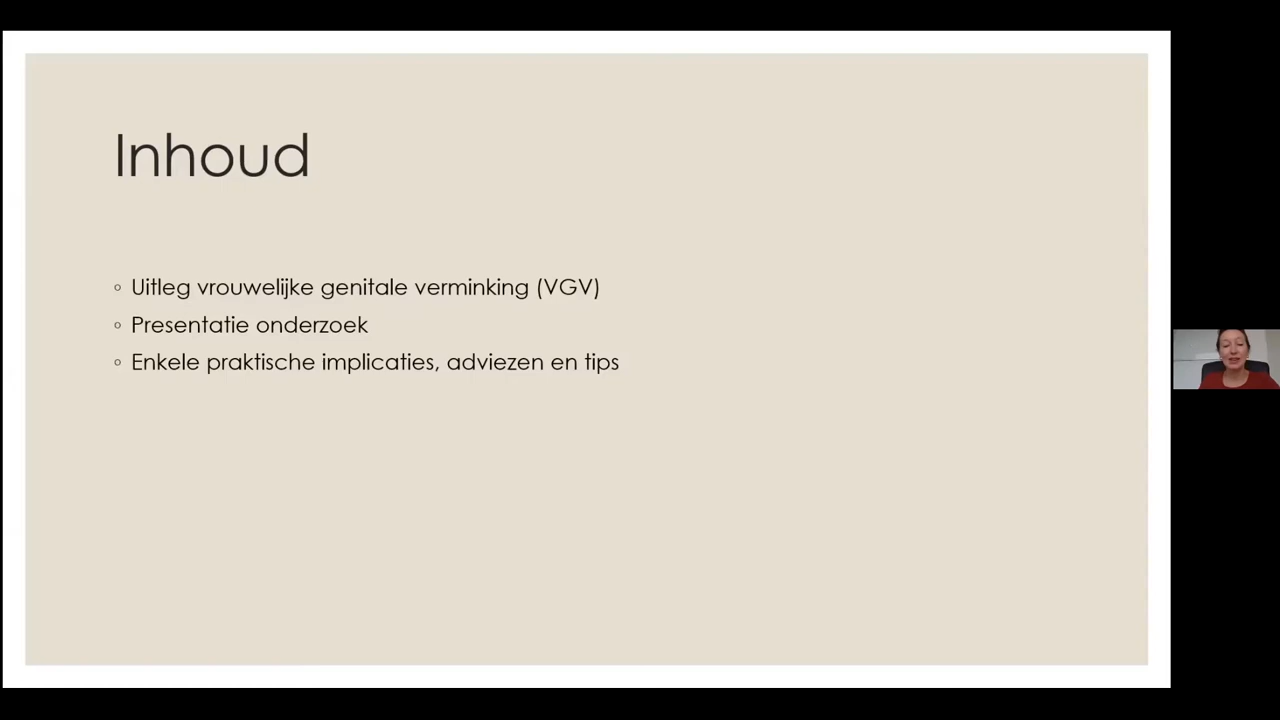 Inhoud
◦ Uitleg vrouwelijke genitale verminking (VGV)
◦ Presentatie onderzoek
◦ Enkele praktische implicaties, adviezen en tips